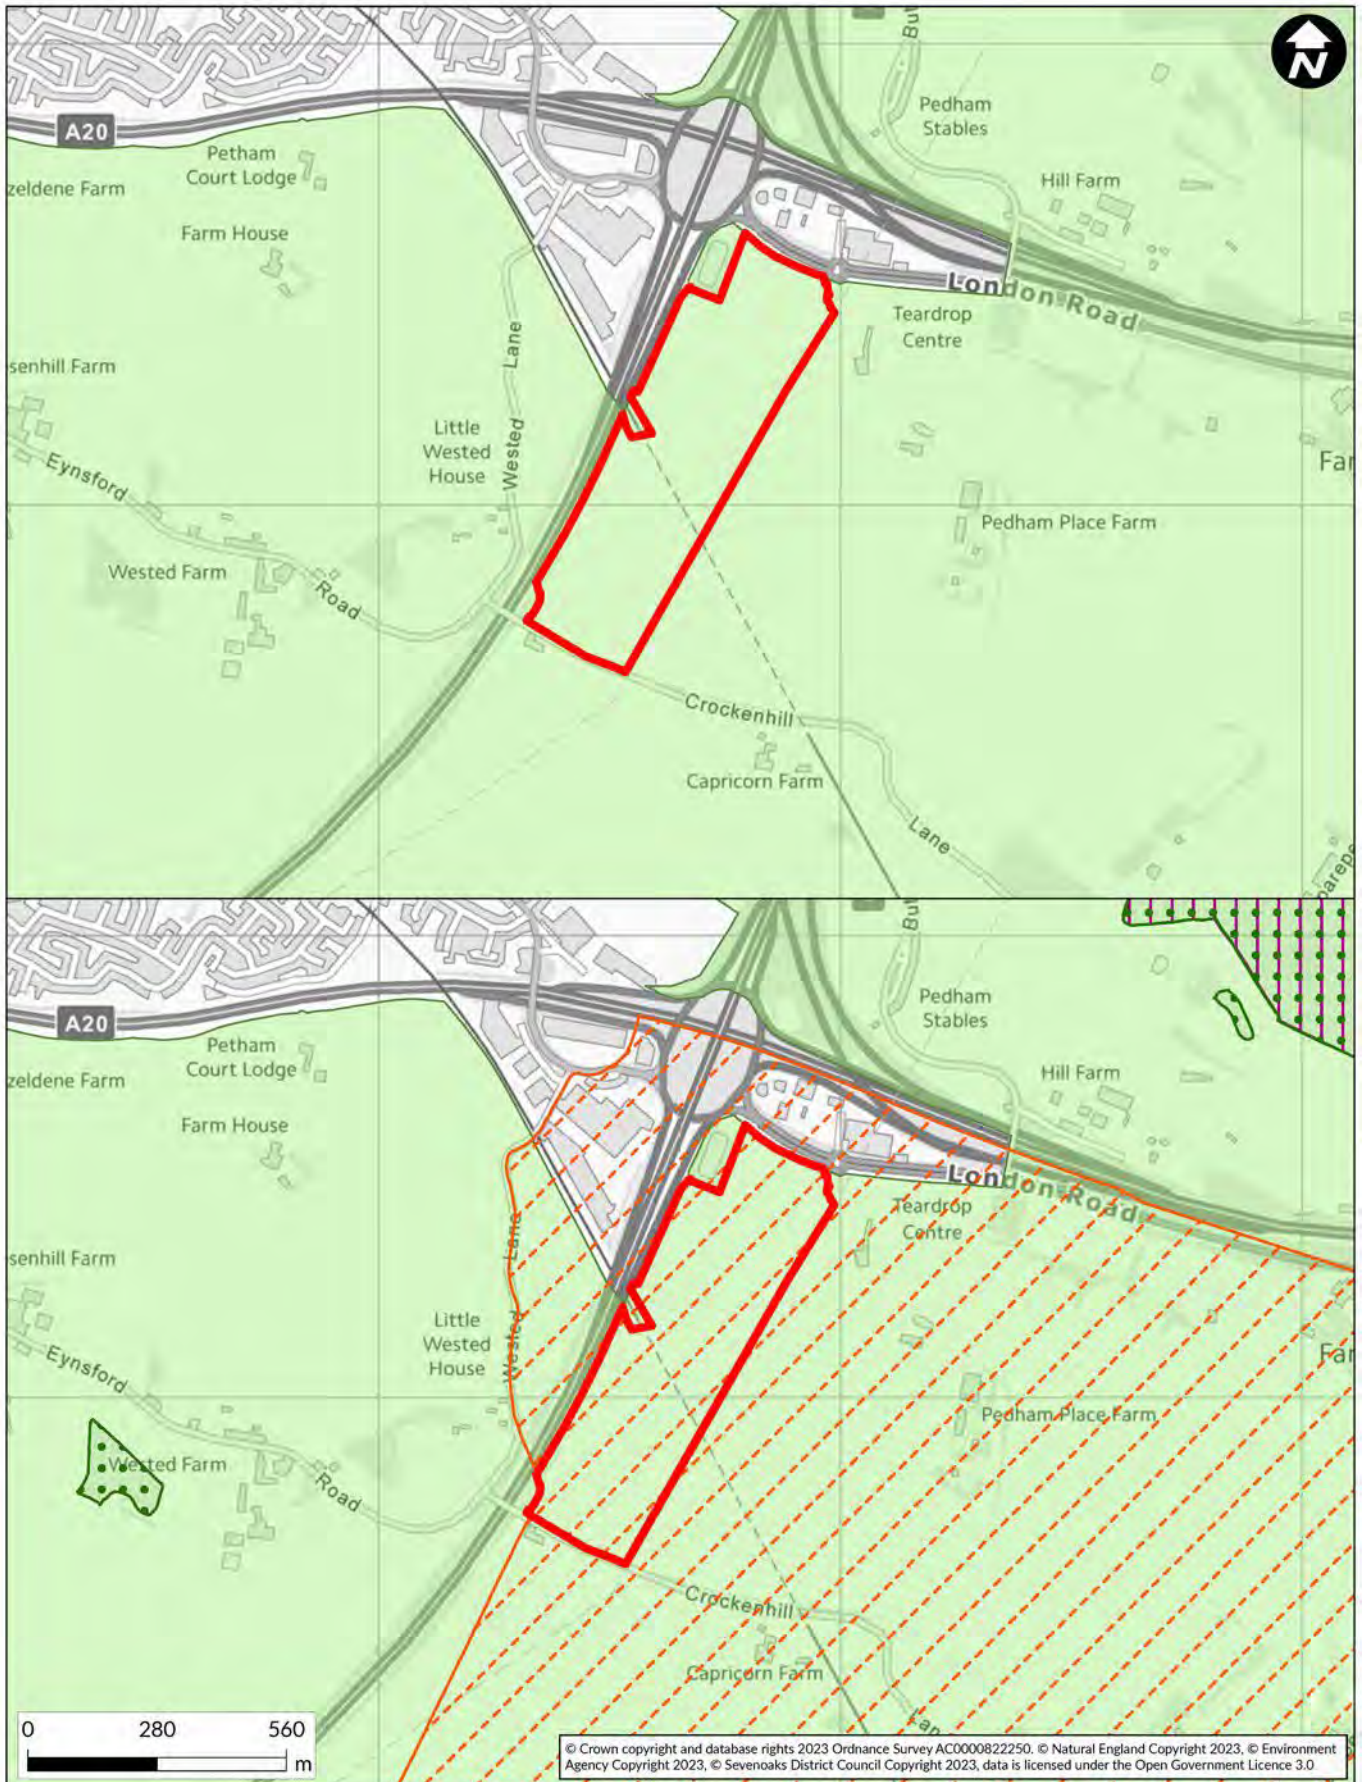 N
Bu
A20
Pedham
Stables
Petham
Court Lodge
Hill Farm
zeldene Farm
Farm House
London Road
Teardrop
Centre
Wested Lane
senhill Farm
Little
Wested
House
Far
Eynsford
Road
Pedham Place Farm
Wested Farm
Crockenhill
Lane
Capricorn Farm
parepe
Bu
A20
Pedham
Stables
Petham
Court Lodge
Hill Farm
zeldene Farm
Farm House
London Road
Teardrop
Centre
Wested Lane
senhill Farm
Little
Wested
House
Far
Eynsford
Road
Pedham Place Farm
Wested Farm
Crockenhill
Lan
Capricorn Farm
0 280 560
m
© Crown copyright and database rights 2023 Ordnance Survey AC0000822250. © Natural England Copyright 2023, © Environment
Agency Copyright 2023, © Sevenoaks District Council Copyright 2023, data is licensed under the Open Government Licence 3.0